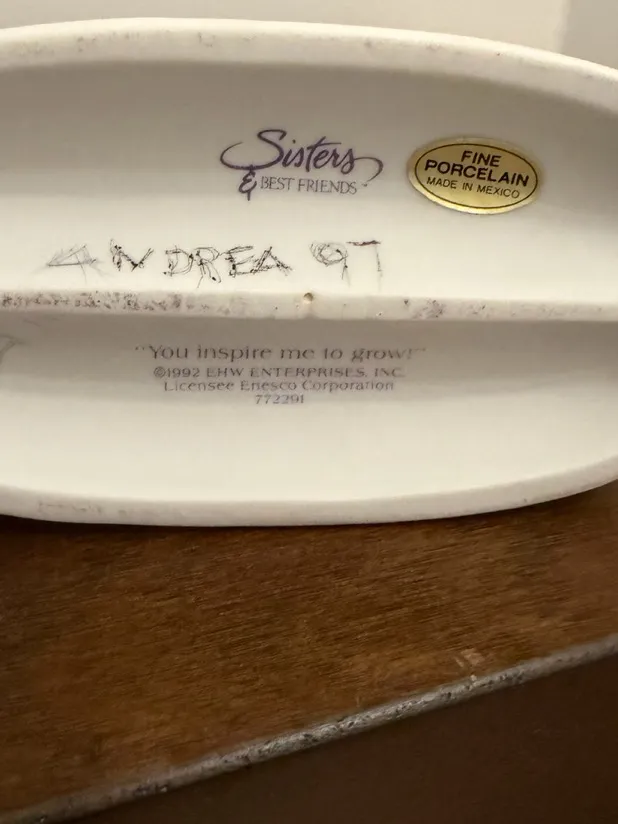 Sisters
& BEST FRIENDS™
FINE
PORCELAIN
MADE IN MEXICO
ANDREA 97
"You inspire me to grow!"
©1992 EHW ENTERPRISES, INC.
Licensee Enesco Corporation
772291